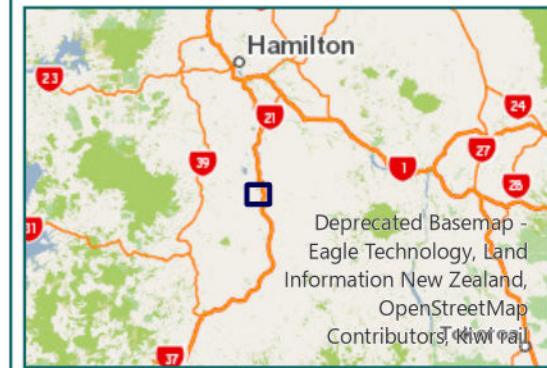 Hamilton
23
21
24
39
27
1
28
31
Deprecated Basemap -
Eagle Technology, Land
Information New Zealand,
OpenStreetMap
Contributors, Kiwi rail
37